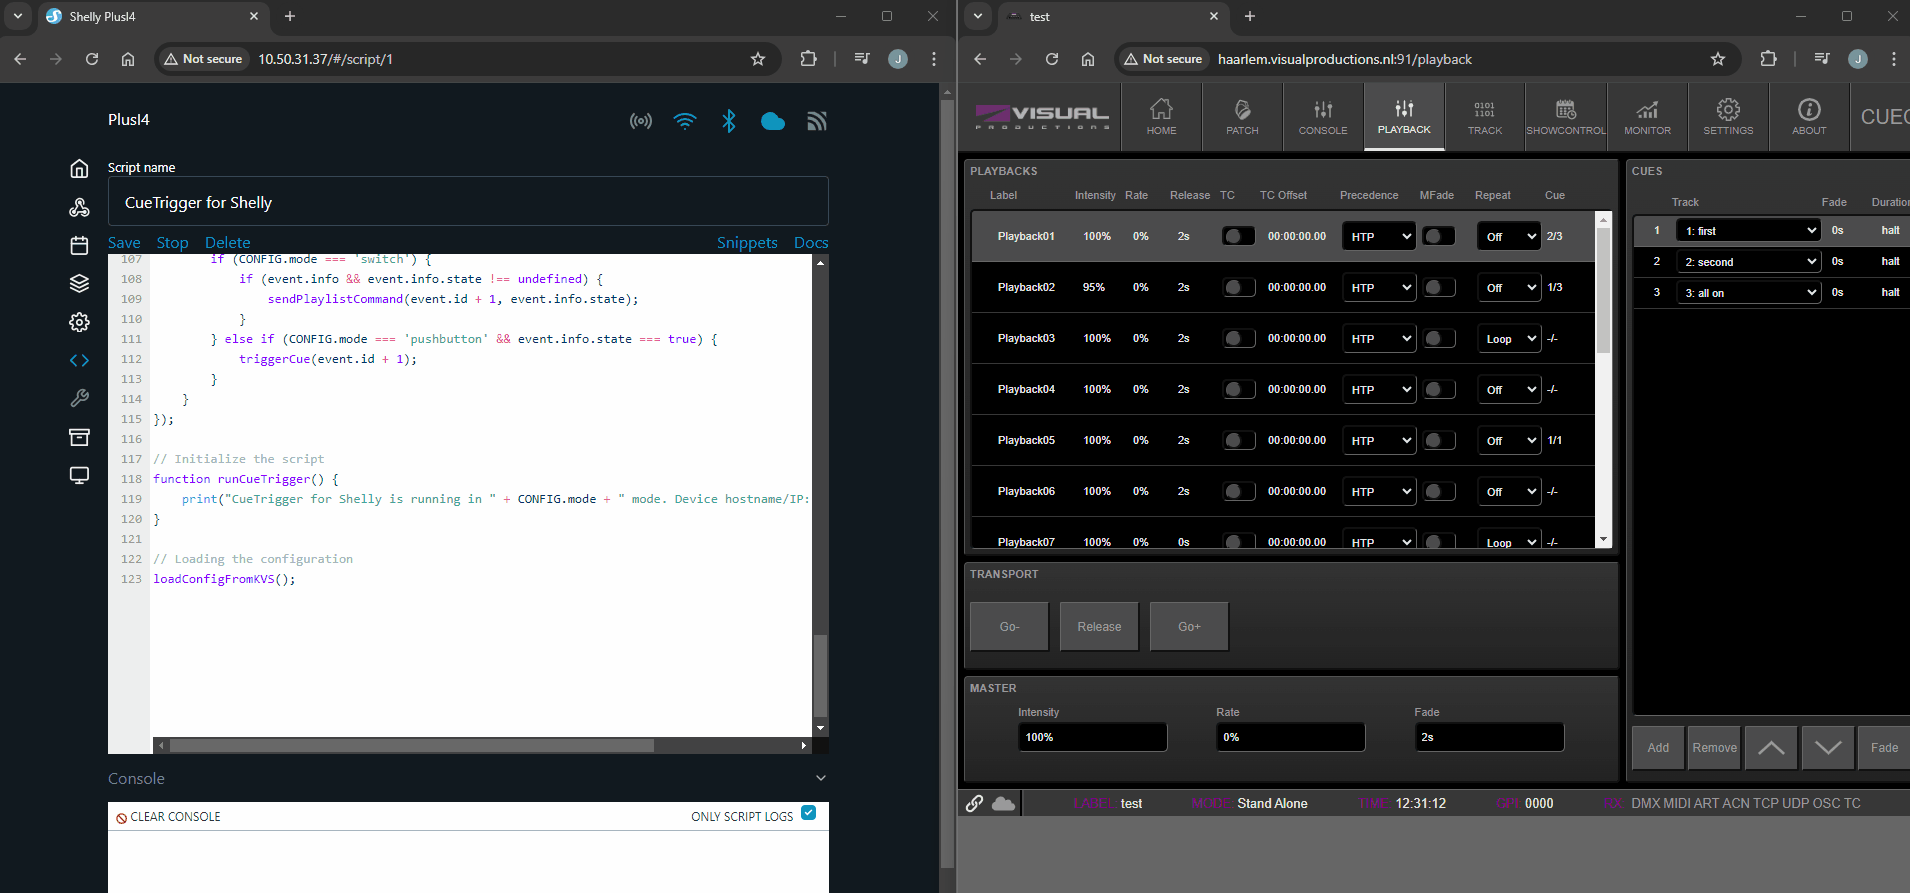 Shelly PlusI4
Not secure
10.50.31.37/#/script/1
J
PlusI4
Script name
CueTrigger for Shelly
Save Stop Delete Snippets Docs
107 if (CONFIG.mode === 'switch') {
108 if (event.info && event.info.state !== undefined) {
109 sendPlaylistCommand(event.id + 1, event.info.state);
110 }
111 } else if (CONFIG.mode === 'pushbutton' && event.info.state === true) {
112 triggerCue(event.id + 1);
113 }
114 }
115 });
116
117 // Initialize the script
118 function runCueTrigger() {
119 print("CueTrigger for Shelly is running in " + CONFIG.mode + " mode. Device hostname/IP:
120 }
121
122 // Loading the configuration
123 loadConfigFromKVS();
Console
CLEAR CONSOLE ONLY SCRIPT LOGS
test
Not secure
haarlem.visualproductions.nl:91/playback
J
VISUAL
PRODUCTIONS
HOME PATCH CONSOLE PLAYBACK TRACK SHOWCONTROL MONITOR SETTINGS ABOUT CUEC
PLAYBACKS
Label Intensity Rate Release TC TC Offset Precedence MFade Repeat Cue
Playback01 100% 0% 2s 00:00:00.00 HTP Off 2/3
Playback02 95% 0% 2s 00:00:00.00 HTP Off 1/3
Playback03 100% 0% 2s 00:00:00.00 HTP Loop -/-
Playback04 100% 0% 2s 00:00:00.00 HTP Off -/-
Playback05 100% 0% 2s 00:00:00.00 HTP Off 1/1
Playback06 100% 0% 2s 00:00:00.00 HTP Off -/-
Playback07 100% 0% 0s 00:00:00.00 HTP Loop -/-
TRANSPORT
Go- Release Go+
MASTER
Intensity Rate Fade
100% 0% 2s
CUES
Track Fade Duration
1 1: first 0s halt
2 2: second 0s halt
3 3: all on 0s halt
Add Remove Fade
LABEL: test MODE: Stand Alone TIME: 12:31:12 0000 DMX MIDI ART ACN TCP UDP OSC TC